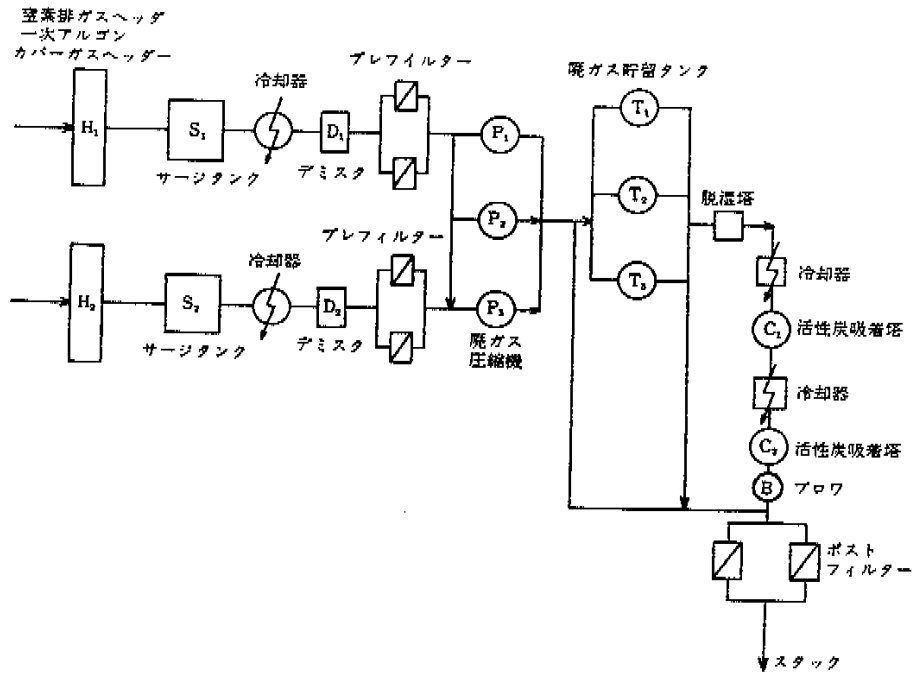 窒素排ガスヘッダ
一次アルゴン
カバーガスヘッダー
H₁
S₁
サージタンク
冷却器
D₁
デミスタ
プレフイルター
P₁
P₂
H₂
S₂
サージタンク
冷却器
D₂
デミスタ
プレフィルター
P₃
廃ガス
圧縮機
廃ガス貯留タンク
T₁
T₂
T₃
脱湿塔
冷却器
C₁
活性炭吸着塔
冷却器
C₂
活性炭吸着塔
B
ブロワ
ポスト
フィルター
スタック